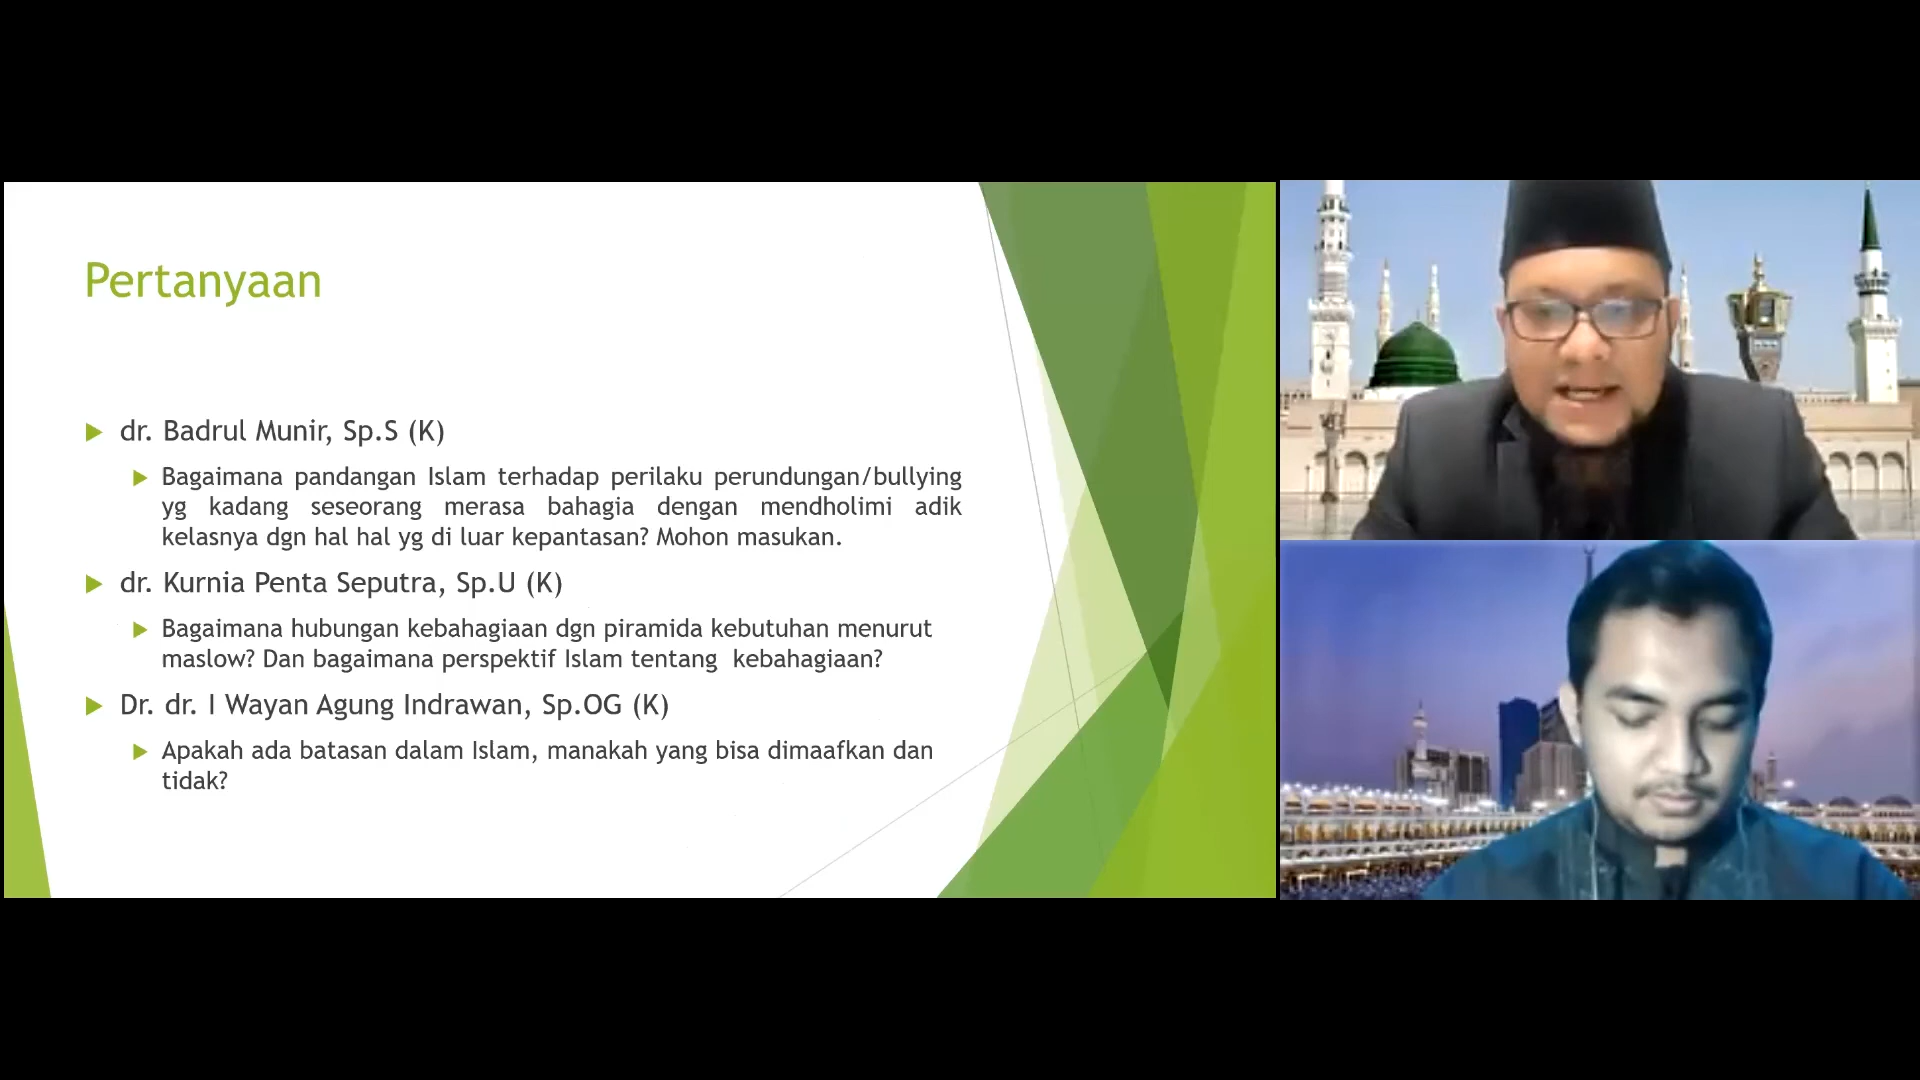 Pertanyaan
dr. Badrul Munir, Sp.S (K)
Bagaimana pandangan Islam terhadap perilaku perundungan/bullying
yg kadang seseorang merasa bahagia dengan mendholimi adik
kelasnya dgn hal hal yg di luar kepantasan? Mohon masukan.
dr. Kurnia Penta Seputra, Sp.U (K)
Bagaimana hubungan kebahagiaan dgn piramida kebutuhan menurut
maslow? Dan bagaimana perspektif Islam tentang kebahagiaan?
Dr. dr. I Wayan Agung Indrawan, Sp.OG (K)
Apakah ada batasan dalam Islam, manakah yang bisa dimaafkan dan
tidak?